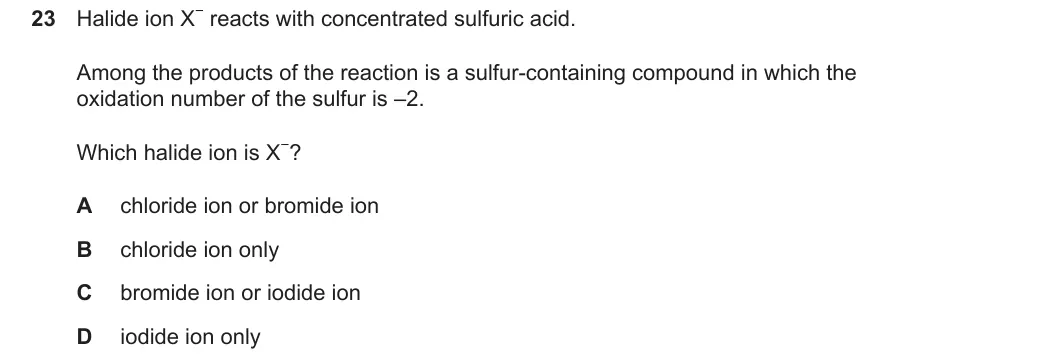 23 Halide ion X⁻ reacts with concentrated sulfuric acid.
Among the products of the reaction is a sulfur-containing compound in which the
oxidation number of the sulfur is –2.
Which halide ion is X⁻?
A chloride ion or bromide ion
B chloride ion only
C bromide ion or iodide ion
D iodide ion only